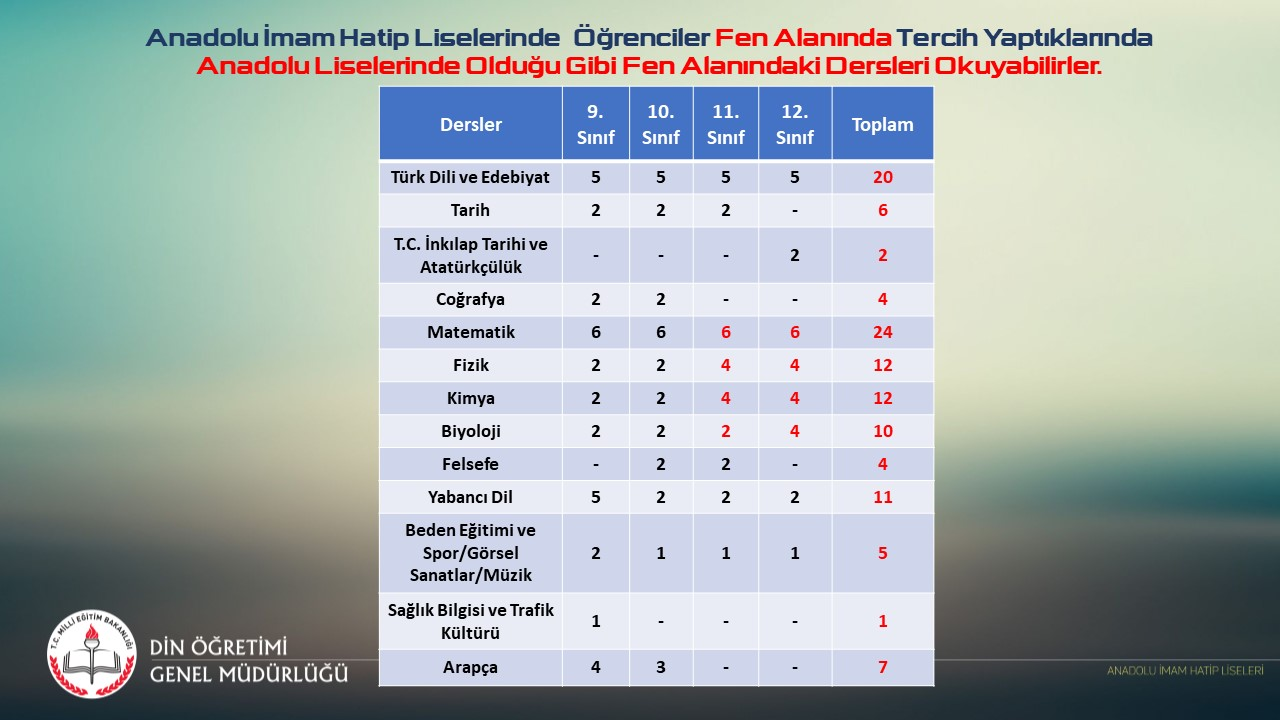 Anadolu İmam Hatip Liselerinde Öğrenciler Fen Alanında Tercih Yaptıklarında
Anadolu Liselerinde Olduğu Gibi Fen Alanındaki Dersleri Okuyabilirler.
Dersler 9. Sınıf 10. Sınıf 11. Sınıf 12. Sınıf Toplam
Türk Dili ve Edebiyat 5 5 5 5 20
Tarih 2 2 2 - 6
T.C. İnkılap Tarihi ve
Atatürkçülük - - - 2 2
Coğrafya 2 2 - - 4
Matematik 6 6 6 6 24
Fizik 2 2 4 4 12
Kimya 2 2 4 4 12
Biyoloji 2 2 2 4 10
Felsefe - 2 2 - 4
Yabancı Dil 5 2 2 2 11
Beden Eğitimi ve
Spor/Görsel
Sanatlar/Müzik 2 1 1 1 5
Sağlık Bilgisi ve Trafik
Kültürü 1 - - - 1
Arapça 4 3 - - 7
T.C. MİLLİ EĞİTİM BAKANLIĞI
DİN ÖĞRETİMİ
GENEL MÜDÜRLÜĞÜ
ANADOLU İMAM HATİP LİSELERİ